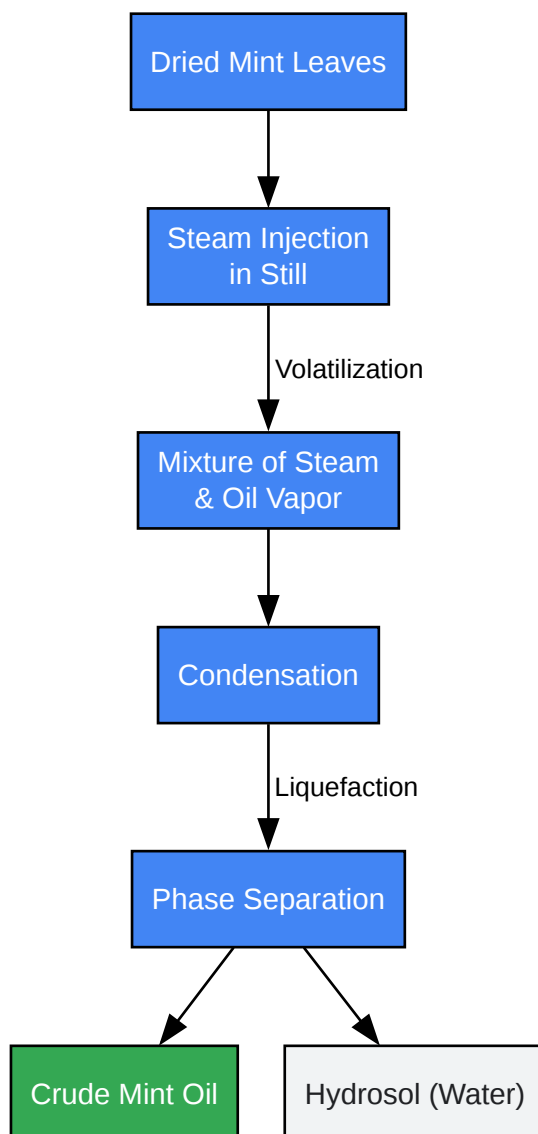 Dried Mint Leaves
Steam Injection
in Still
Volatilization
Mixture of Steam
& Oil Vapor
Condensation
Liquefaction
Phase Separation
Crude Mint Oil
Hydrosol (Water)